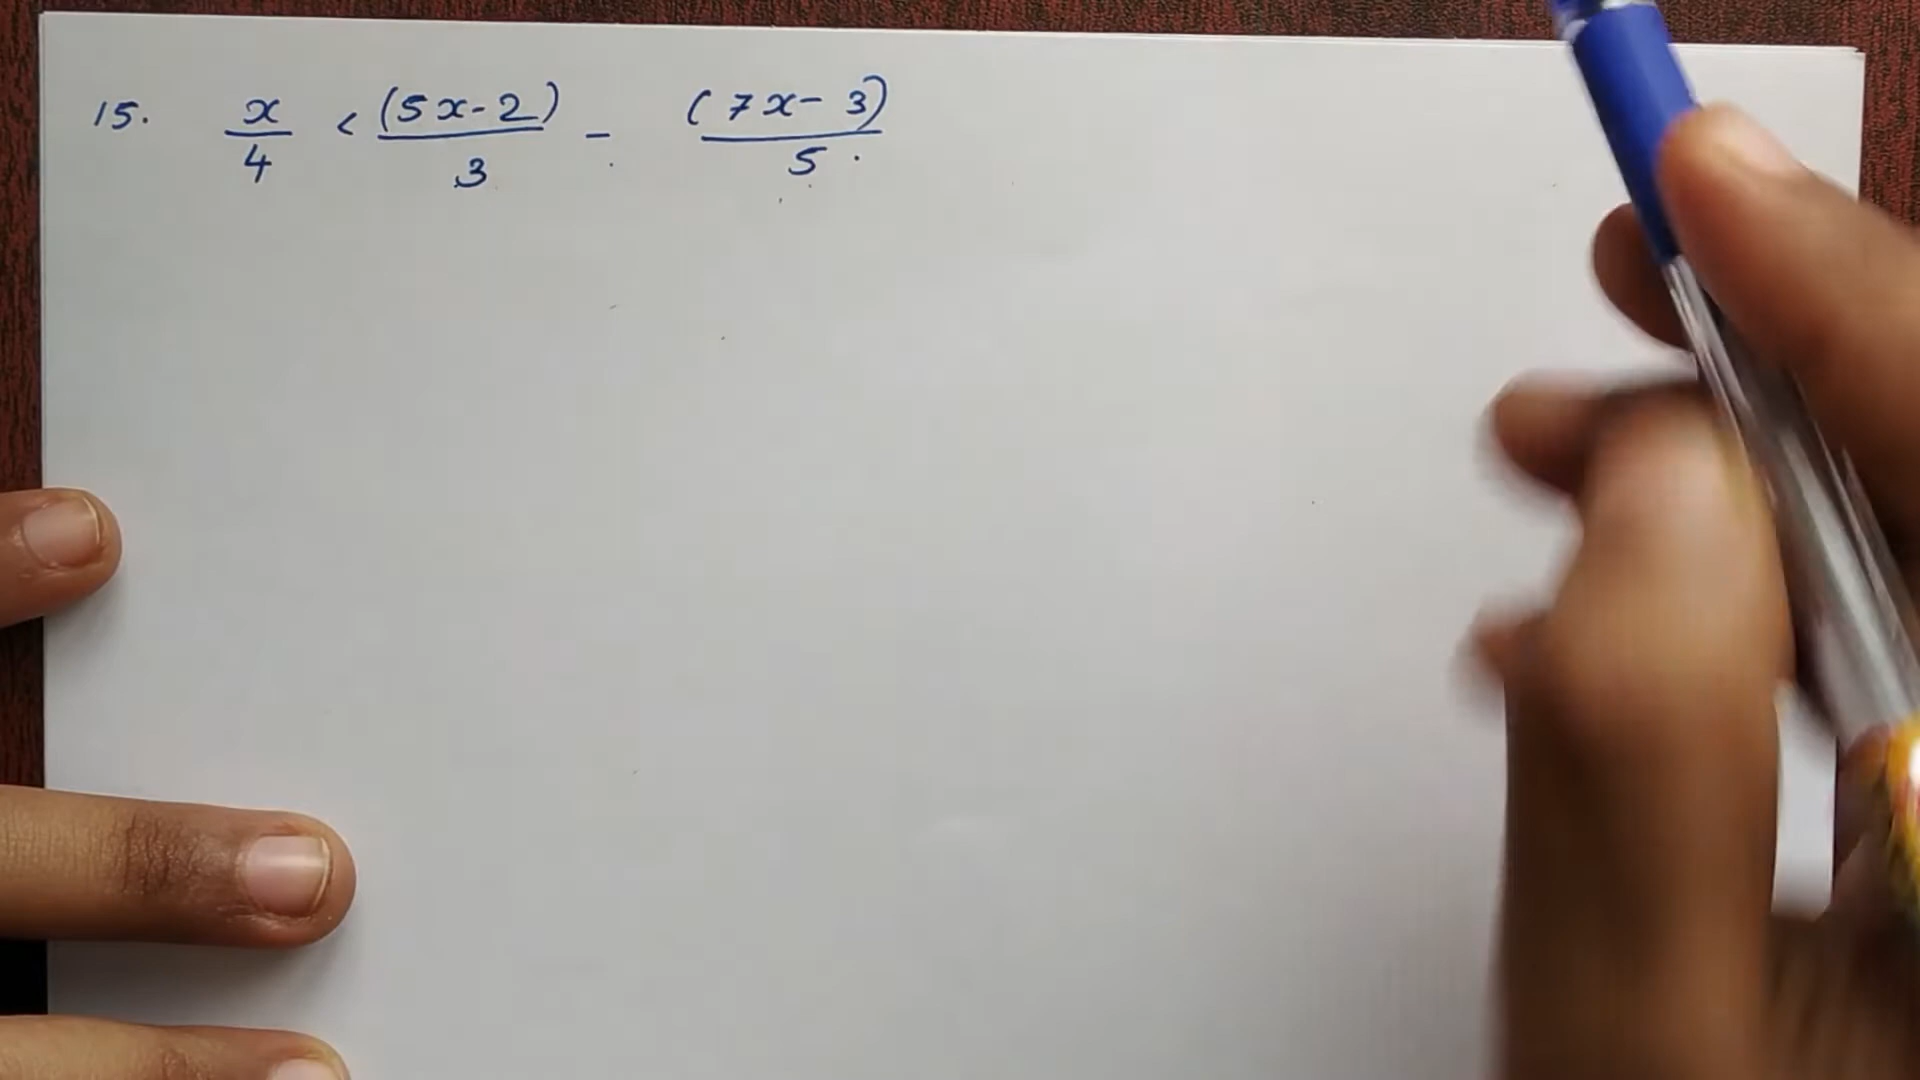 15. x/4 < (5x-2)/3 - (7x-3)/5